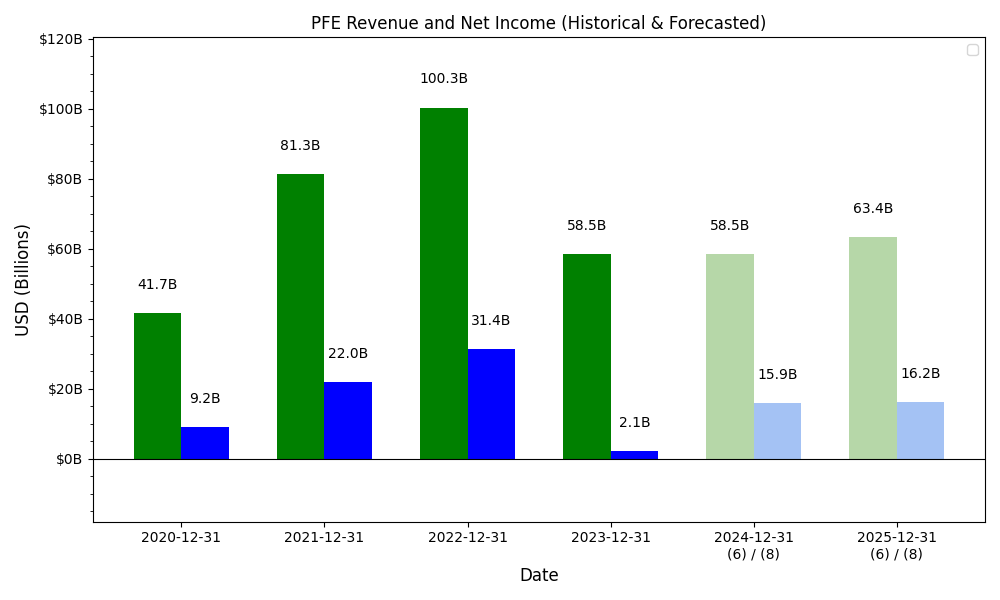 PFE Revenue and Net Income (Historical & Forecasted)
$120B
$100B
$80B
$60B
$40B
$20B
$0B
USD (Billions)
41.7B
9.2B
81.3B
22.0B
100.3B
31.4B
58.5B
2.1B
58.5B
15.9B
63.4B
16.2B
2020-12-31
2021-12-31
2022-12-31
2023-12-31
2024-12-31
(6) / (8)
2025-12-31
(6) / (8)
Date